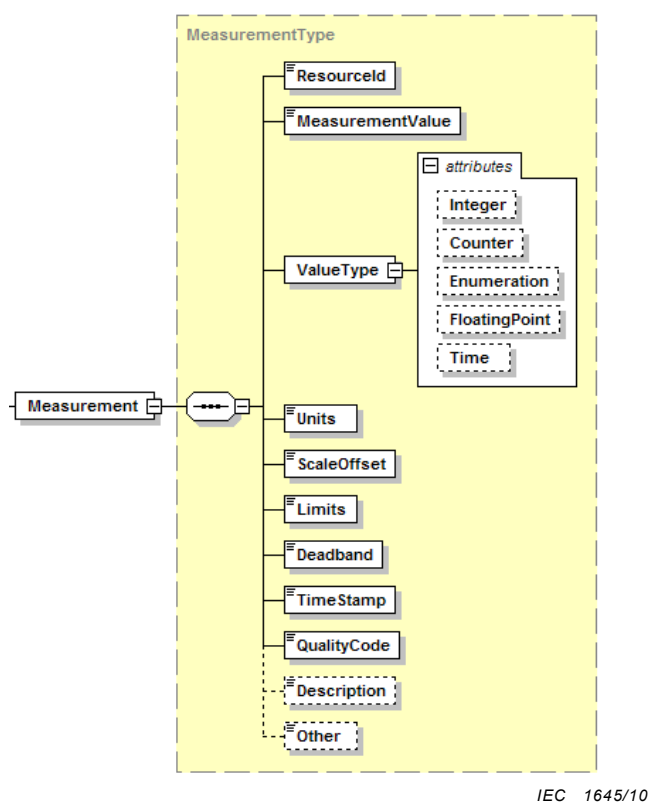 MeasurementType
ResourceId
MeasurementValue
attributes
Integer
Counter
Enumeration
FloatingPoint
Time
ValueType
Measurement
Units
ScaleOffset
Limits
Deadband
TimeStamp
QualityCode
Description
Other
IEC 1645/10